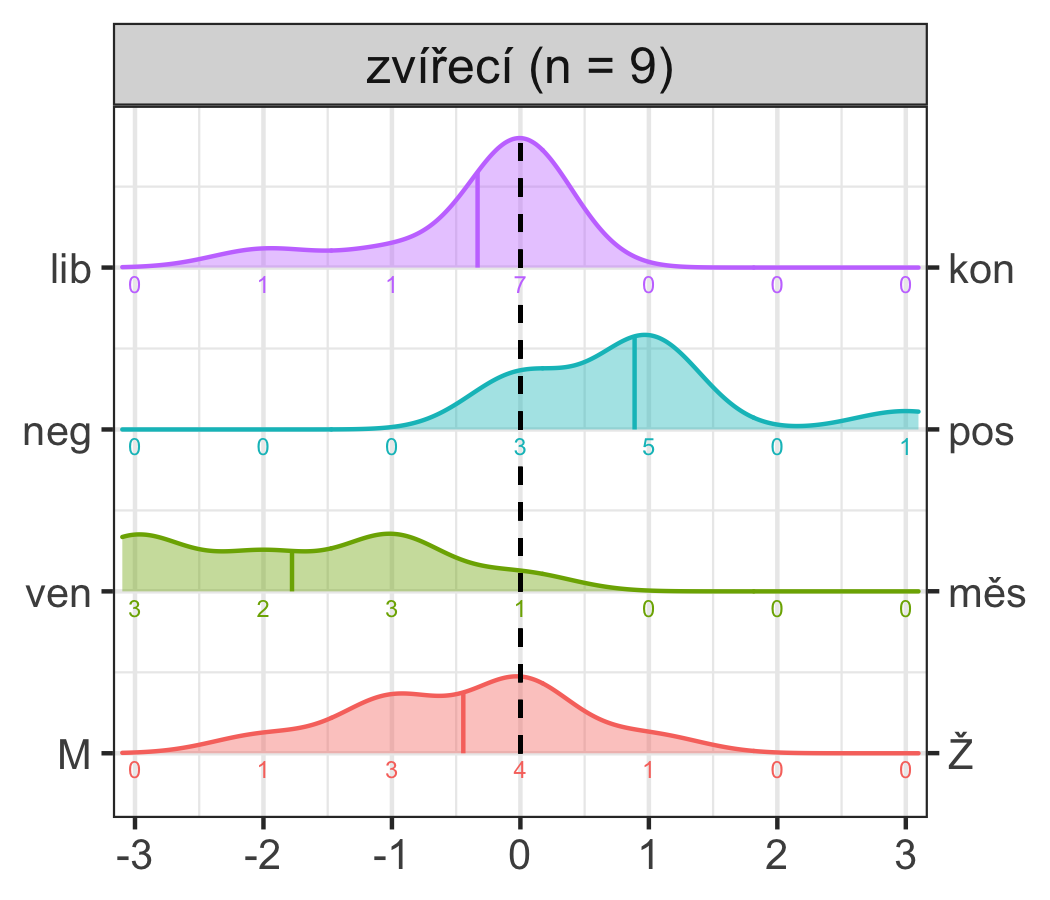 zvířecí (n = 9)
lib kon
0 1 1 7 0 0 0
neg pos
0 0 0 3 5 0 1
ven měs
3 2 3 1 0 0 0
M Ž
0 1 3 4 1 0 0
-3 -2 -1 0 1 2 3